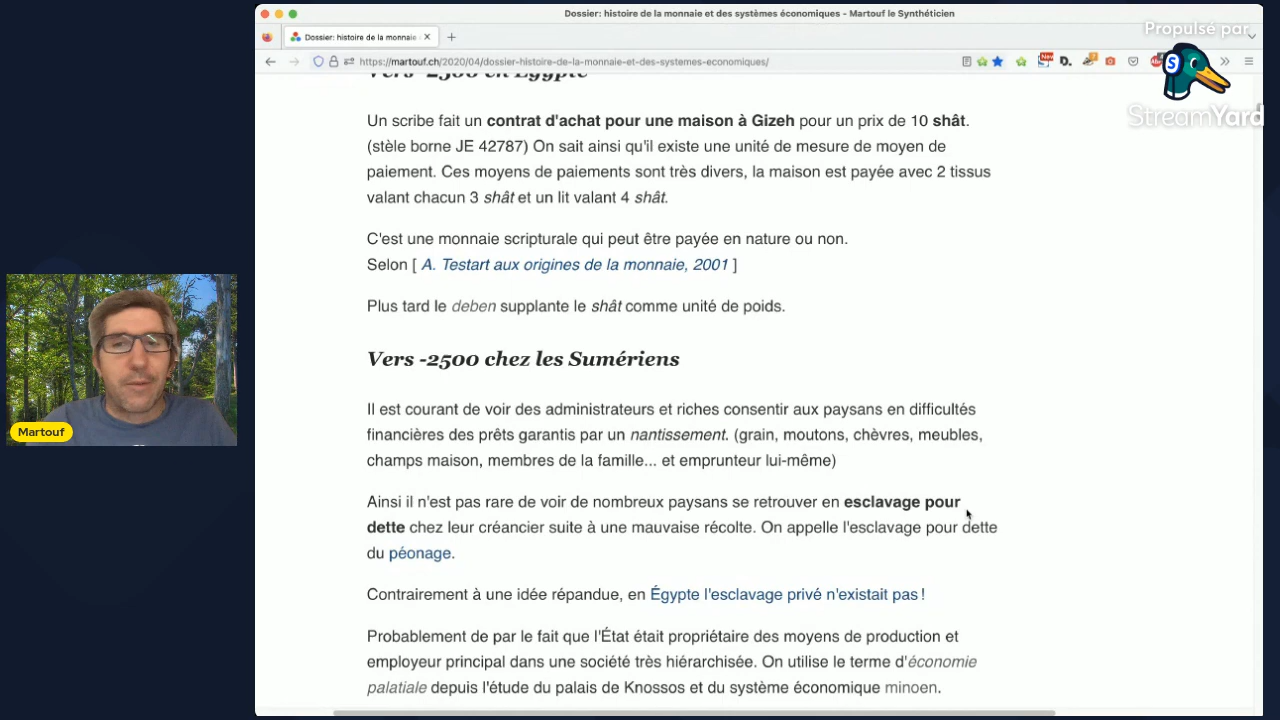 Dossier: histoire de la monnaie et des systèmes économiques - Martouf le Synthéticien
Dossier: histoire de la monnaie
https://martouf.ch/2020/04/dossier-histoire-de-la-monnaie-et-des-systemes-economiques/
New
D.
Propulsé par
S
StreamYard
Vers -2500 en Égypte
Un scribe fait un contrat d'achat pour une maison à Gizeh pour un prix de 10 shât.
(stèle borne JE 42787) On sait ainsi qu'il existe une unité de mesure de moyen de
paiement. Ces moyens de paiements sont très divers, la maison est payée avec 2 tissus
valant chacun 3 shât et un lit valant 4 shât.
C'est une monnaie scripturale qui peut être payée en nature ou non.
Selon [ A. Testart aux origines de la monnaie, 2001 ]
Plus tard le deben supplante le shât comme unité de poids.
Vers -2500 chez les Sumériens
Il est courant de voir des administrateurs et riches consentir aux paysans en difficultés
financières des prêts garantis par un nantissement. (grain, moutons, chèvres, meubles,
champs maison, membres de la famille... et emprunteur lui-même)
Ainsi il n'est pas rare de voir de nombreux paysans se retrouver en esclavage pour
dette chez leur créancier suite à une mauvaise récolte. On appelle l'esclavage pour dette
du péonage.
Contrairement à une idée répandue, en Égypte l'esclavage privé n'existait pas !
Probablement de par le fait que l'État était propriétaire des moyens de production et
employeur principal dans une société très hiérarchisée. On utilise le terme d'économie
palatiale depuis l'étude du palais de Knossos et du système économique minoen.
Martouf